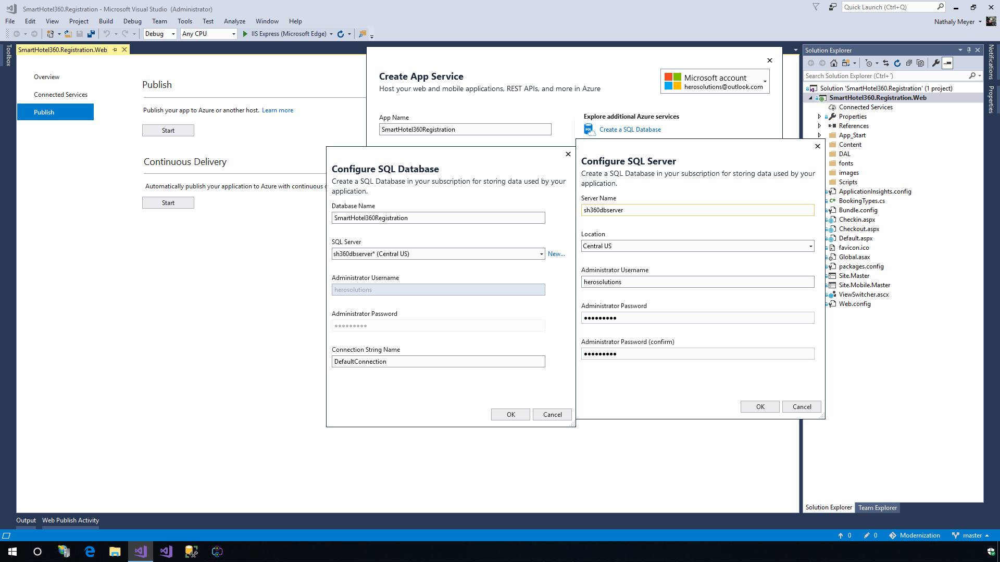 SmartHotel360.Registration - Microsoft Visual Studio (Administrator)
Quick Launch (Ctrl+Q)
File Edit View Project Build Debug Team Tools Test Analyze Window Help
Nathaly Meyer
Debug Any CPU IIS Express (Microsoft Edge)
Toolbox
SmartHotel360.Registration.Web
Overview
Connected Services
Publish
Publish
Publish your app to Azure or another host. Learn more
Start
Continuous Delivery
Automatically publish your application to Azure with continuous
Start
Create App Service
Host your web and mobile applications, REST APIs, and more in Azure
Microsoft account
herosolutions@outlook.com
App Name
SmartHotel360Registration
Explore additional Azure services
SQL
Create a SQL Database
Configure SQL Database
Create a SQL Database in your subscription for storing data used by your
application.
Database Name
SmartHotel360Registration
SQL Server
sh360dbserver* (Central US) New...
Administrator Username
herosolutions
Administrator Password
•••••••••
Connection String Name
DefaultConnection
OK Cancel
Configure SQL Server
Create a SQL Database in your subscription for storing data used by your
application.
Server Name
sh360dbserver
Location
Central US
Administrator Username
herosolutions
Administrator Password
•••••••••
Administrator Password (confirm)
•••••••••
OK Cancel
Solution Explorer
Search Solution Explorer (Ctrl+´)
Solution 'SmartHotel360.Registration' (1 project)
SmartHotel360.Registration.Web
Connected Services
Properties
References
App_Start
Content
DAL
fonts
images
Scripts
ApplicationInsights.config
C# BookingTypes.cs
Bundle.config
Checkin.aspx
Checkout.aspx
Default.aspx
favicon.ico
Global.asax
packages.config
Site.Master
Site.Mobile.Master
ViewSwitcher.ascx
Web.config
Solution Explorer Team Explorer
Notifications
Properties
Output Web Publish Activity
0 0 Modernization master